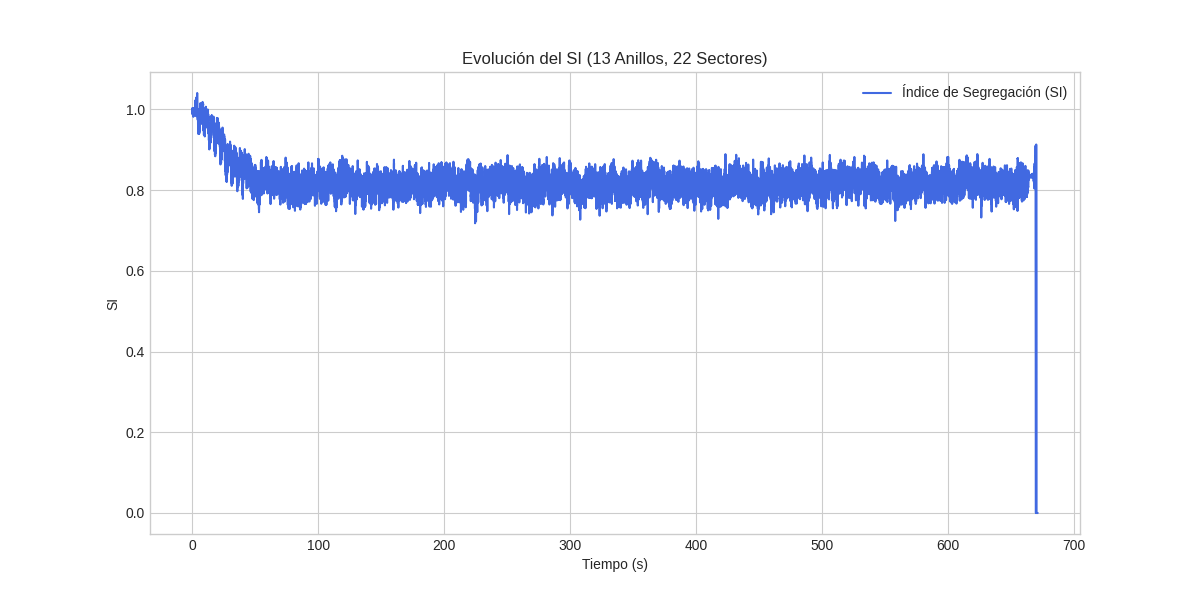 Evolución del SI (13 Anillos, 22 Sectores)
Índice de Segregación (SI)
1.0
0.8
0.6
0.4
0.2
0.0
SI
0 100 200 300 400 500 600 700
Tiempo (s)